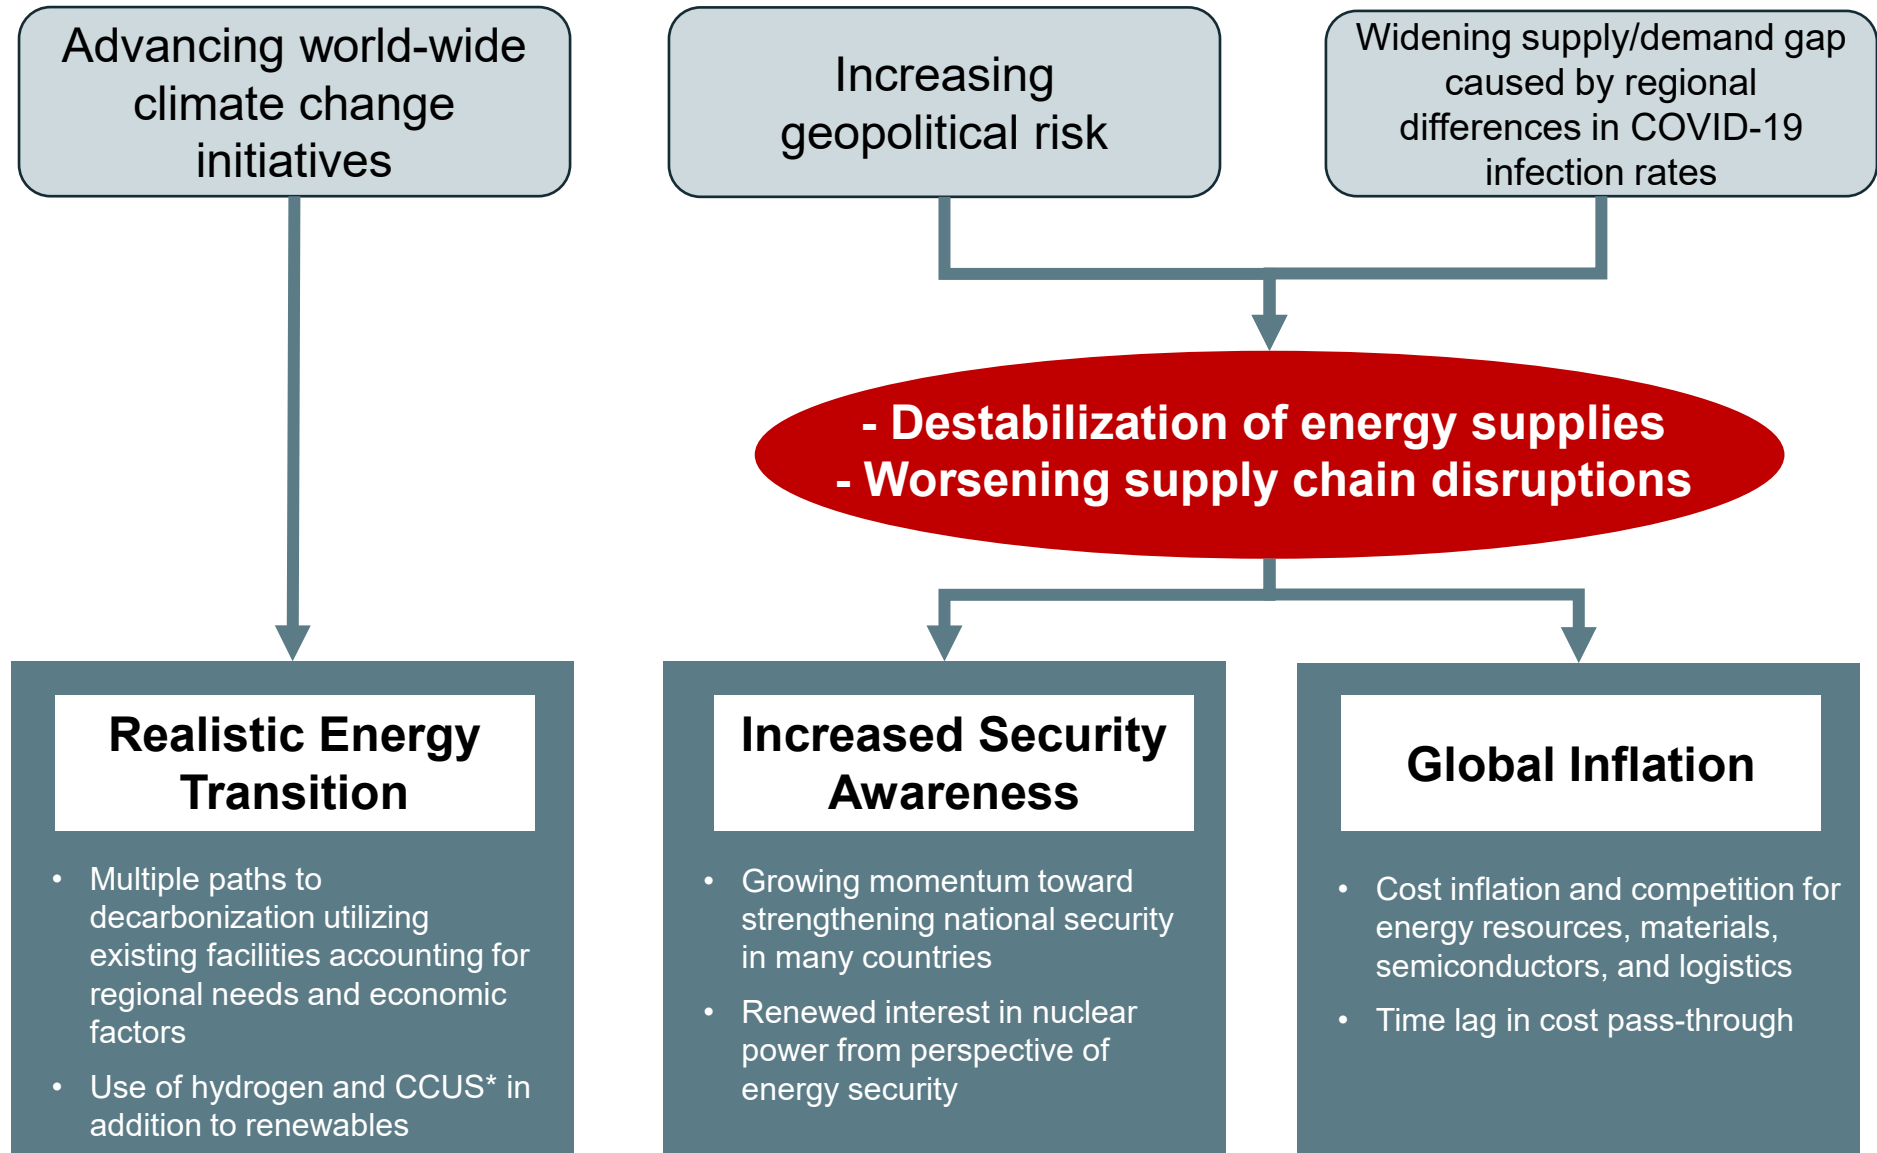 Advancing world-wide
climate change
initiatives
Increasing
geopolitical risk
Widening supply/demand gap
caused by regional
differences in COVID-19
infection rates
- Destabilization of energy supplies
- Worsening supply chain disruptions
Realistic Energy
Transition
• Multiple paths to
decarbonization utilizing
existing facilities accounting for
regional needs and economic
factors
• Use of hydrogen and CCUS* in
addition to renewables
Increased Security
Awareness
• Growing momentum toward
strengthening national security
in many countries
• Renewed interest in nuclear
power from perspective of
energy security
Global Inflation
• Cost inflation and competition for
energy resources, materials,
semiconductors, and logistics
• Time lag in cost pass-through